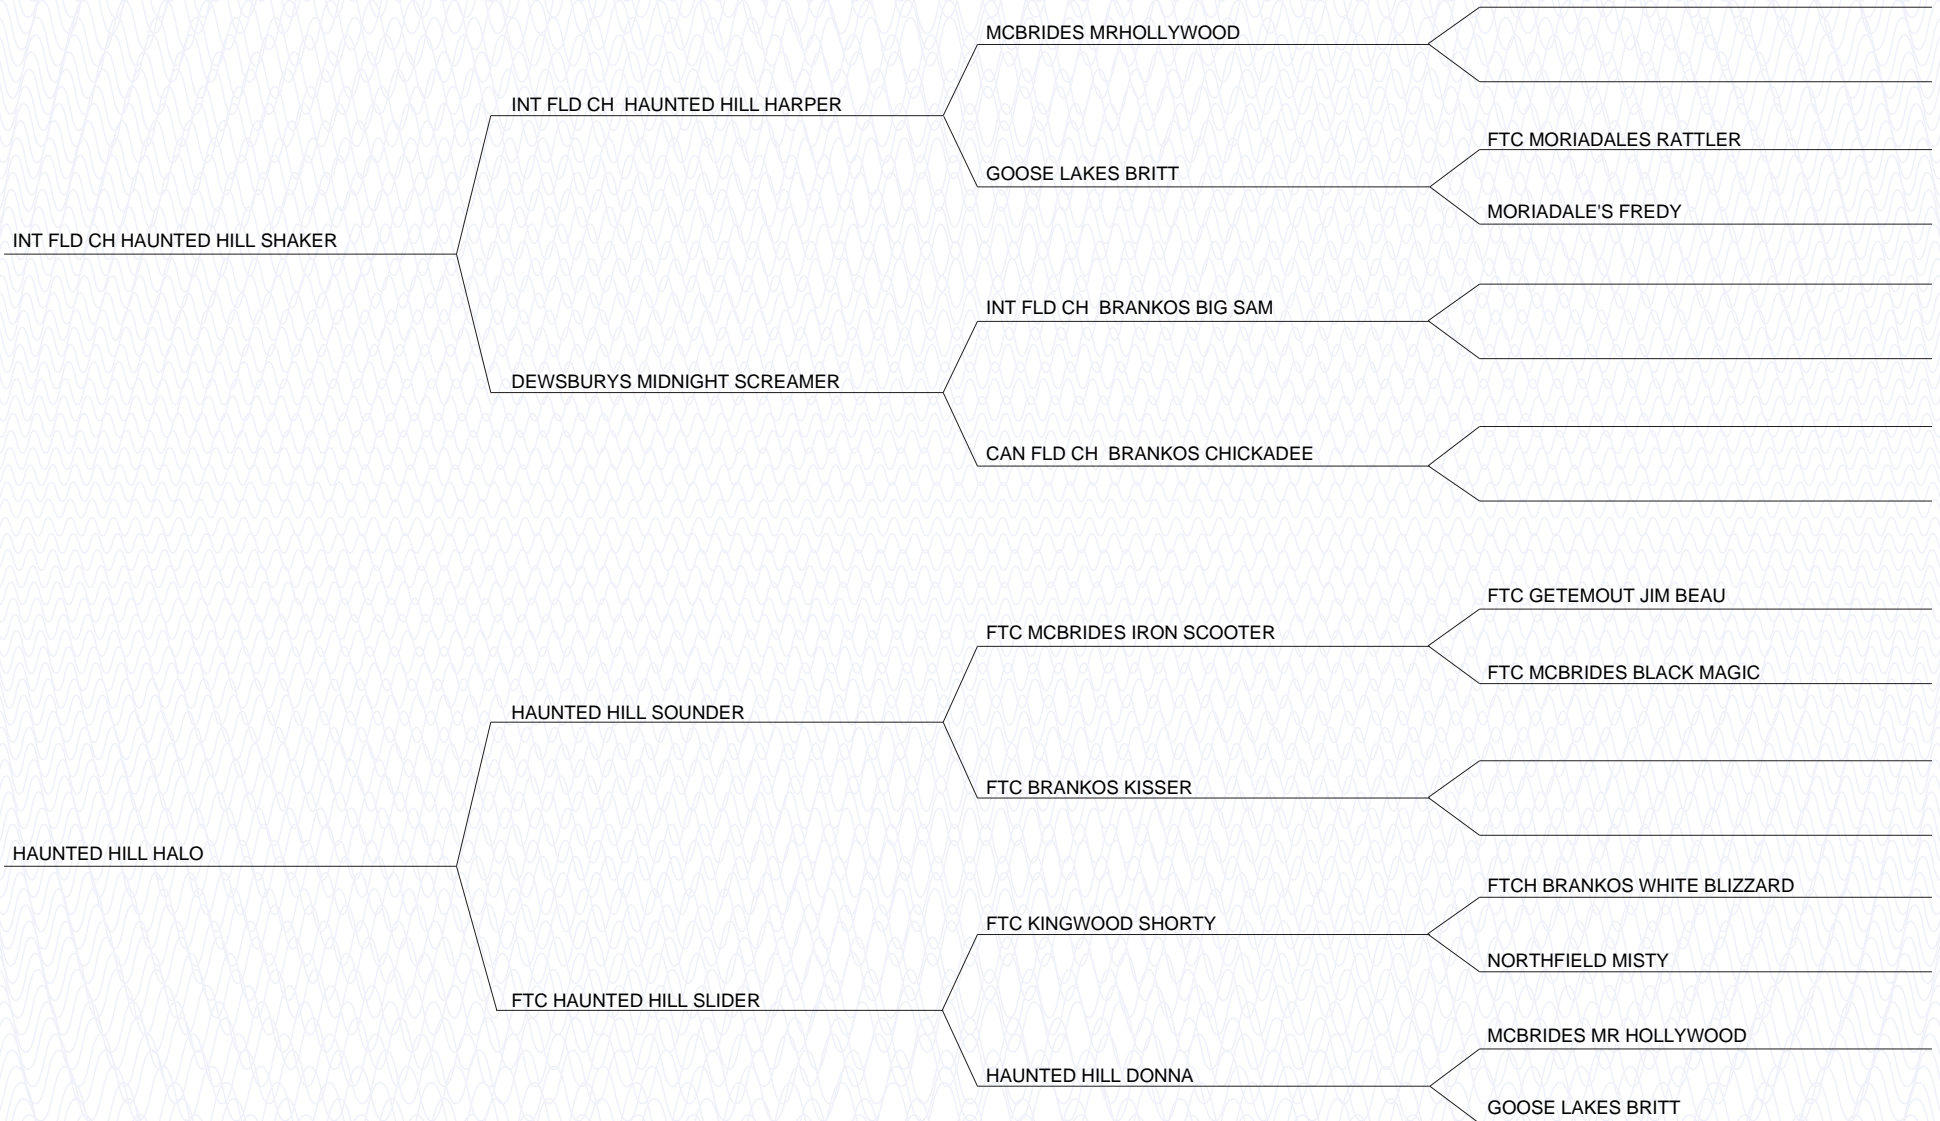 MCBRIDES MRHOLLYWOOD
INT FLD CH  HAUNTED HILL HARPER
FTC MORIADALES RATTLER
GOOSE LAKES BRITT
MORIADALE'S FREDY
INT FLD CH HAUNTED HILL SHAKER
INT FLD CH  BRANKOS BIG SAM
DEWSBURYS MIDNIGHT SCREAMER
CAN FLD CH  BRANKOS CHICKADEE
FTC GETEMOUT JIM BEAU
FTC MCBRIDES IRON SCOOTER
FTC MCBRIDES BLACK MAGIC
HAUNTED HILL SOUNDER
FTC BRANKOS KISSER
HAUNTED HILL HALO
FTCH BRANKOS WHITE BLIZZARD
FTC KINGWOOD SHORTY
NORTHFIELD MISTY
FTC HAUNTED HILL SLIDER
MCBRIDES MR HOLLYWOOD
HAUNTED HILL DONNA
GOOSE LAKES BRITT